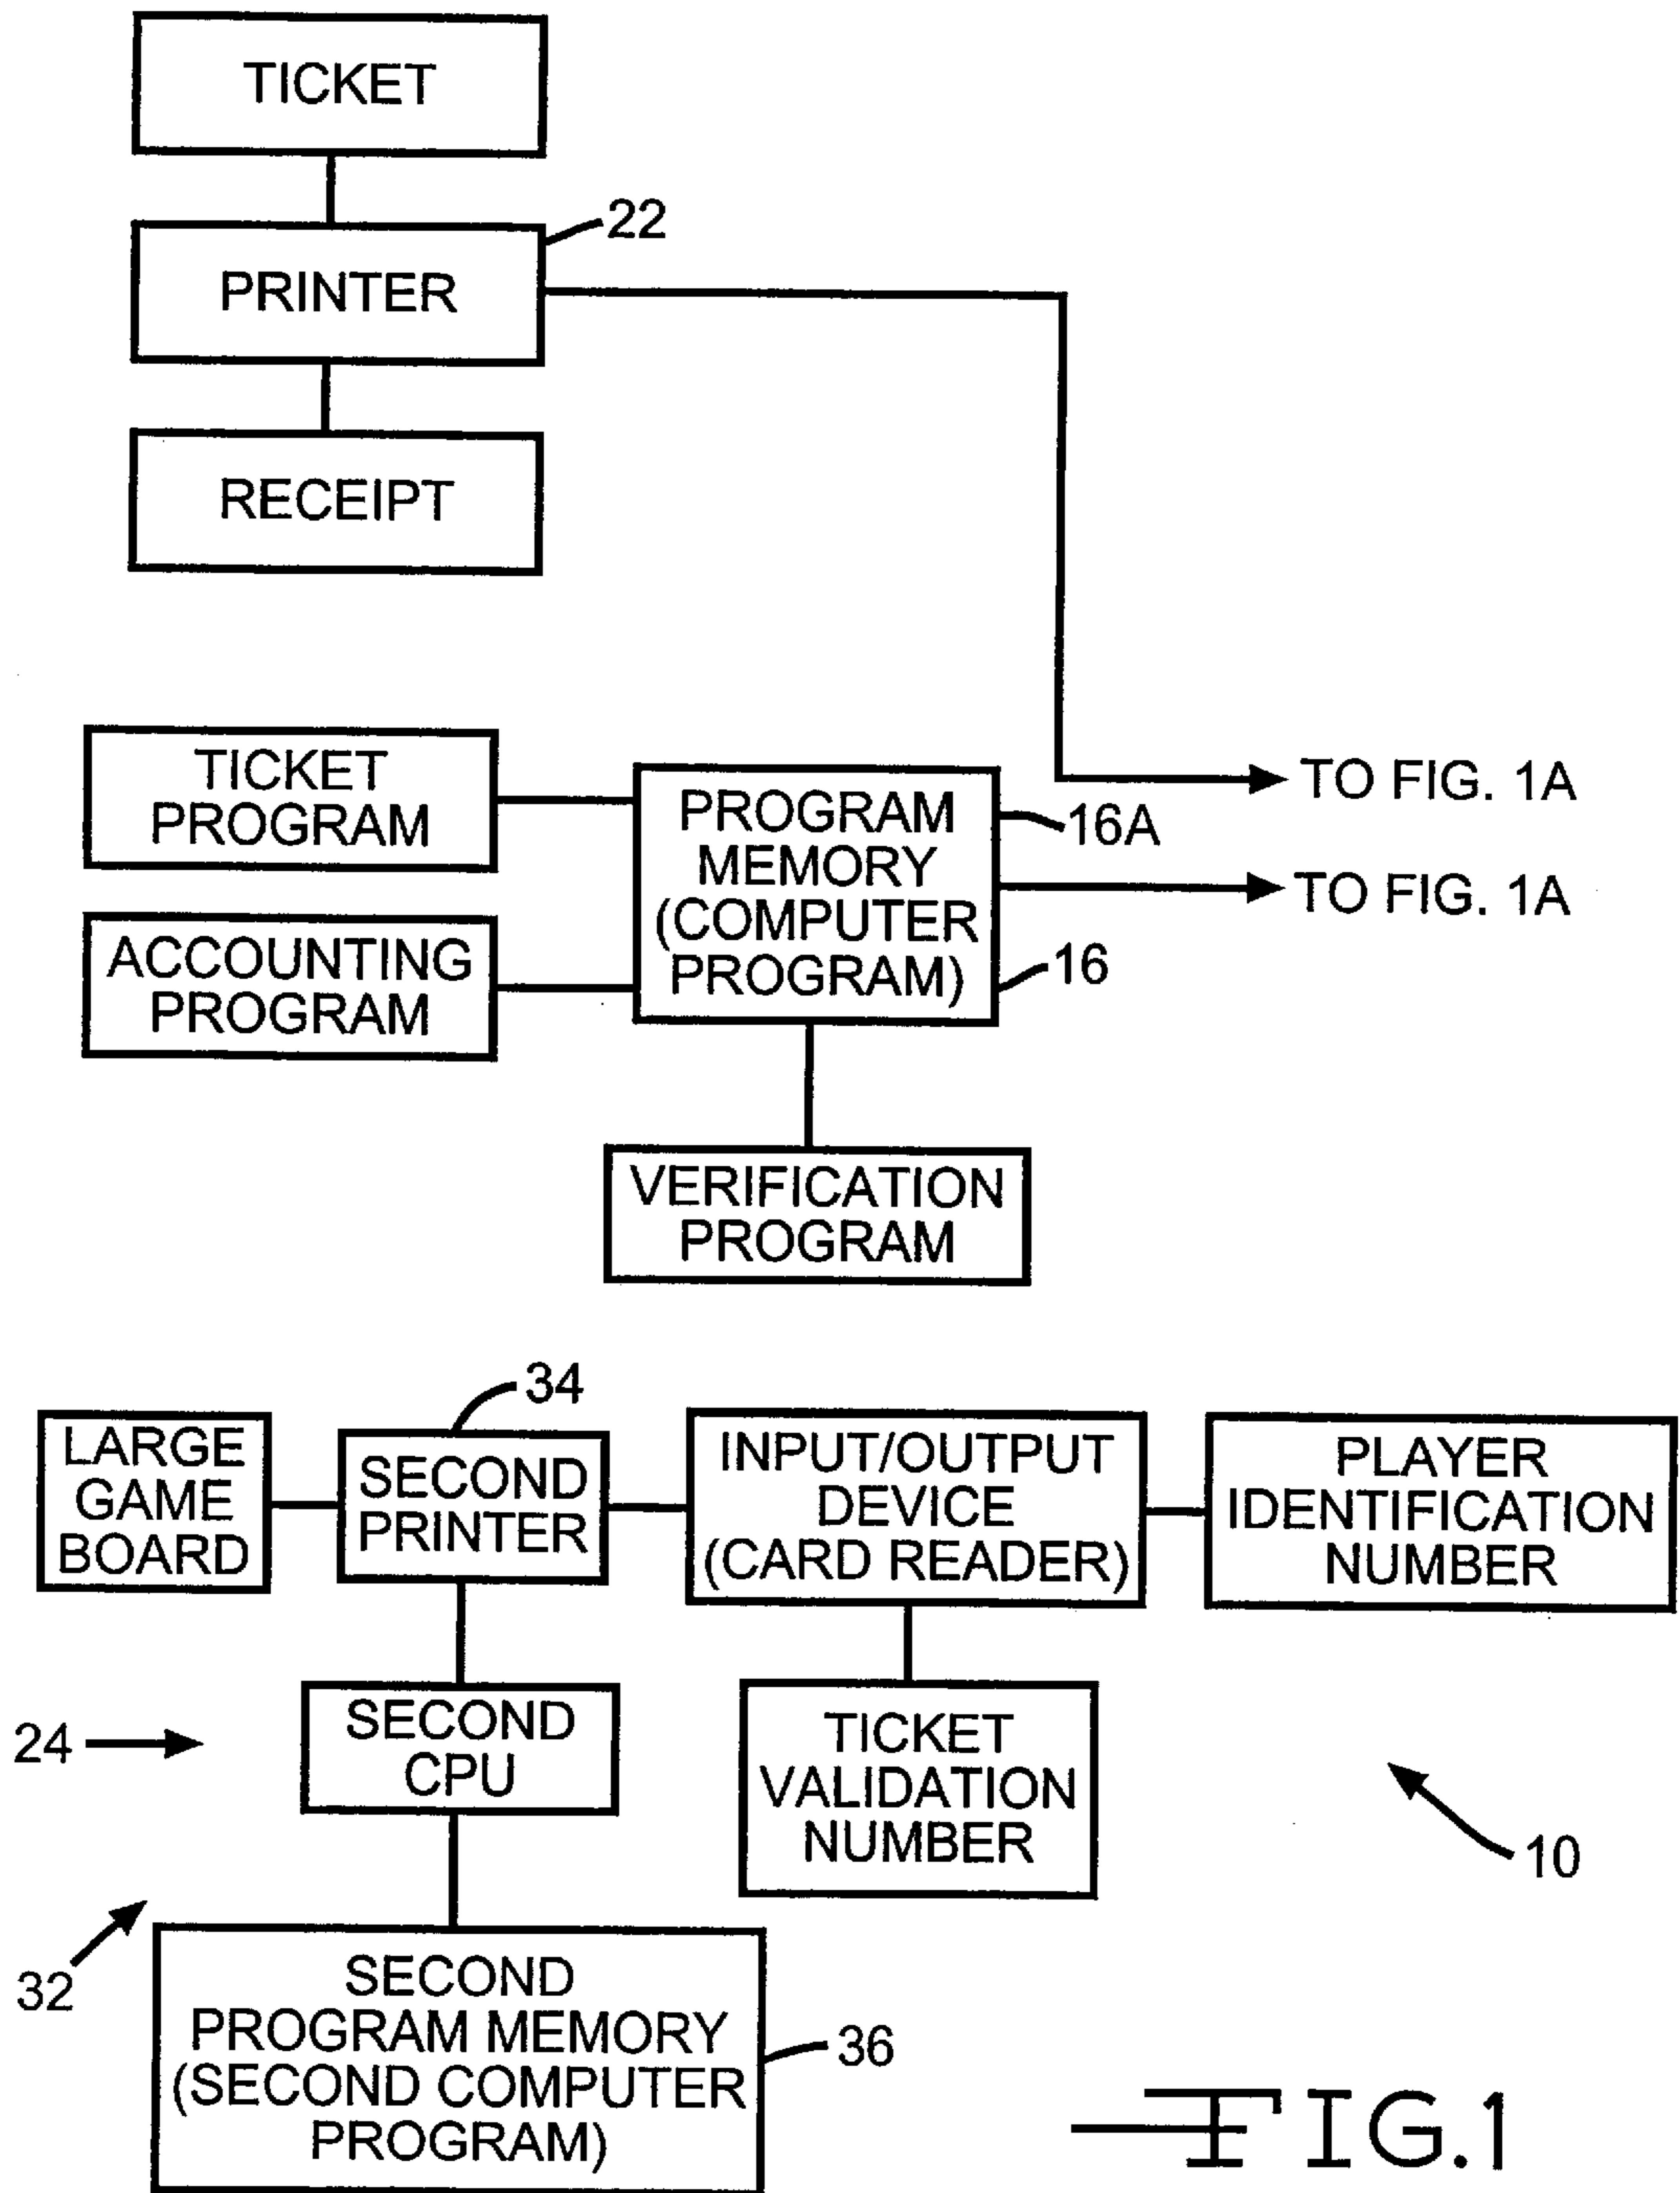 TICKET
22
PRINTER
RECEIPT
TICKET
PROGRAM
PROGRAM
MEMORY
(COMPUTER
PROGRAM)
TO FIG. 1A
16A
TO FIG. 1A
16
ACCOUNTING
PROGRAM
VERIFICATION
PROGRAM
34
LARGE
GAME
BOARD
SECOND
PRINTER
INPUT/OUTPUT
DEVICE
(CARD READER)
PLAYER
IDENTIFICATION
NUMBER
24
SECOND
CPU
TICKET
VALIDATION
NUMBER
10
32
SECOND
PROGRAM MEMORY
(SECOND COMPUTER
PROGRAM)
36
FIG.1